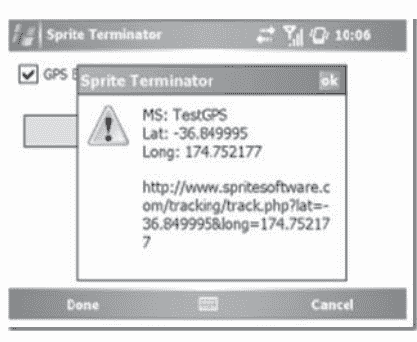 Sprite Terminator 10:06
GPS E
Sprite Terminator ok
MS: TestGPS
Lat: -36.849995
Long: 174.752177
http://www.spritesoftware.c
om/tracking/track.php?lat=-
36.849995&long=174.75217
7
Done Cancel